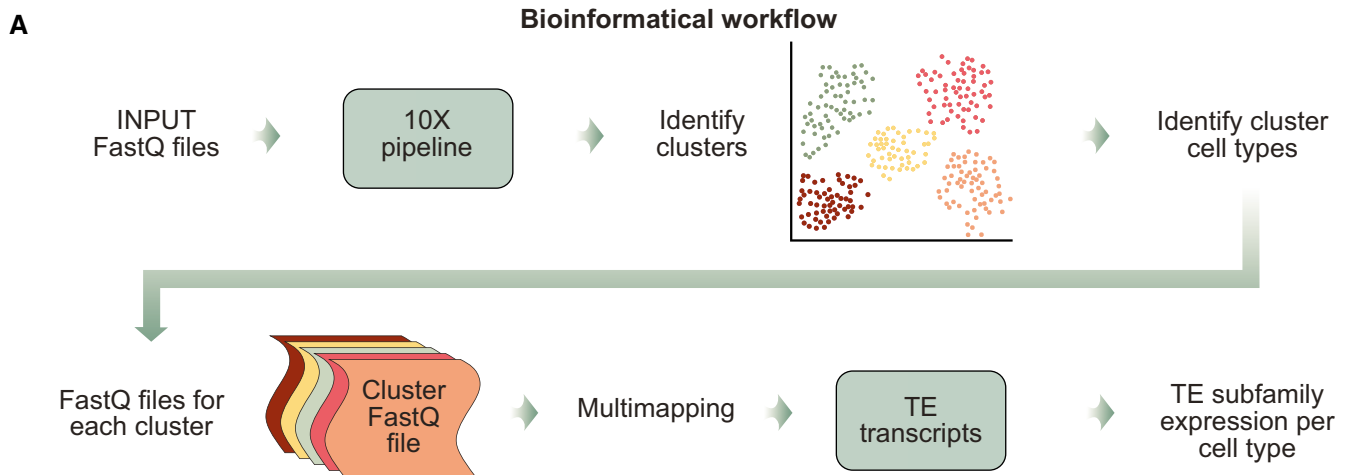 A
Bioinformatical workflow
INPUT
FastQ files
10X
pipeline
Identify
clusters
Identify cluster
cell types
FastQ files for
each cluster
Cluster
FastQ
file
Multimapping
TE
transcripts
TE subfamily
expression per
cell type